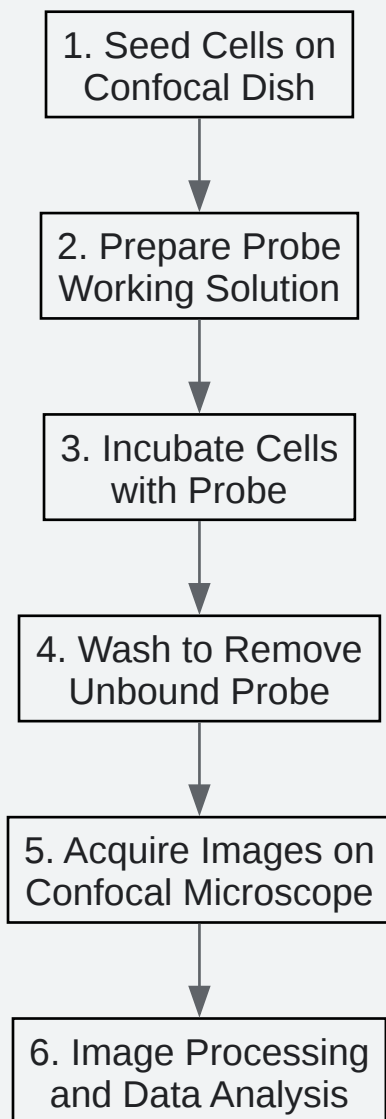 1. Seed Cells on
Confocal Dish
2. Prepare Probe
Working Solution
3. Incubate Cells
with Probe
4. Wash to Remove
Unbound Probe
5. Acquire Images on
Confocal Microscope
6. Image Processing
and Data Analysis